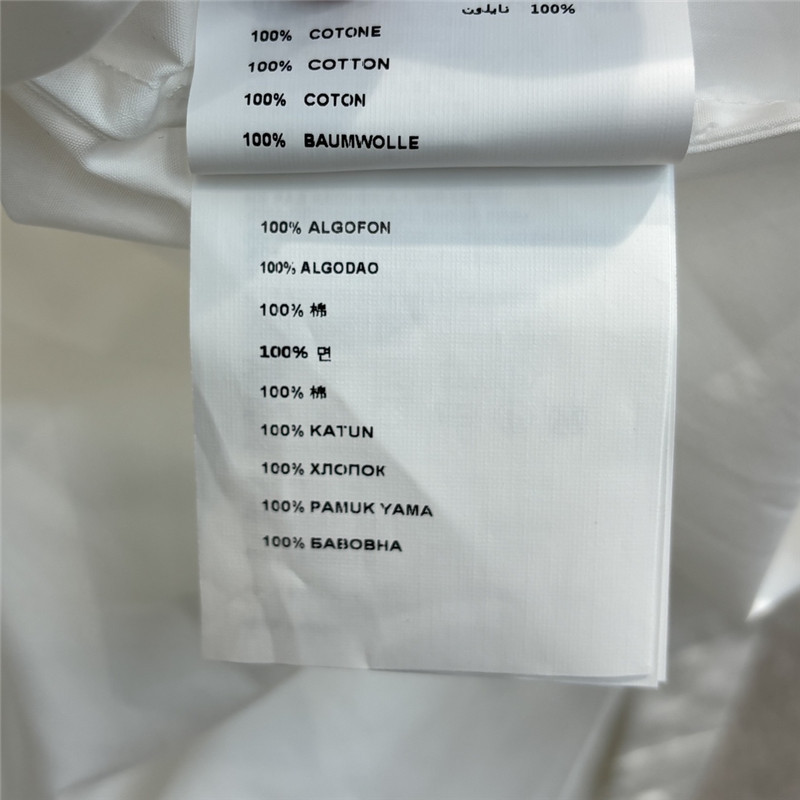 نايلون 100%
100% COTONE
100% COTTON
100% COTON
100% BAUMWOLLE
100% ALGOFON
100% ALGODAO
100% 棉
100% 면
100% 棉
100% KATUN
100% ХЛОПОК
100% PAMUK YAMA
100% БАВОВНА